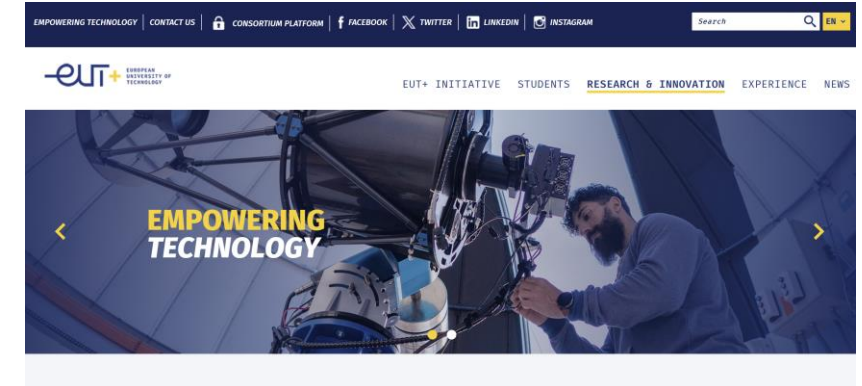 EMPOWERING TECHNOLOGY | CONTACT US | CONSORTIUM PLATFORM | FACEBOOK | TWITTER | LINKEDIN | INSTAGRAM Search EN
eut+ EUROPEAN
UNIVERSITY OF
TECHNOLOGY
EUT+ INITIATIVE STUDENTS RESEARCH & INNOVATION EXPERIENCE NEWS
EMPOWERING
TECHNOLOGY